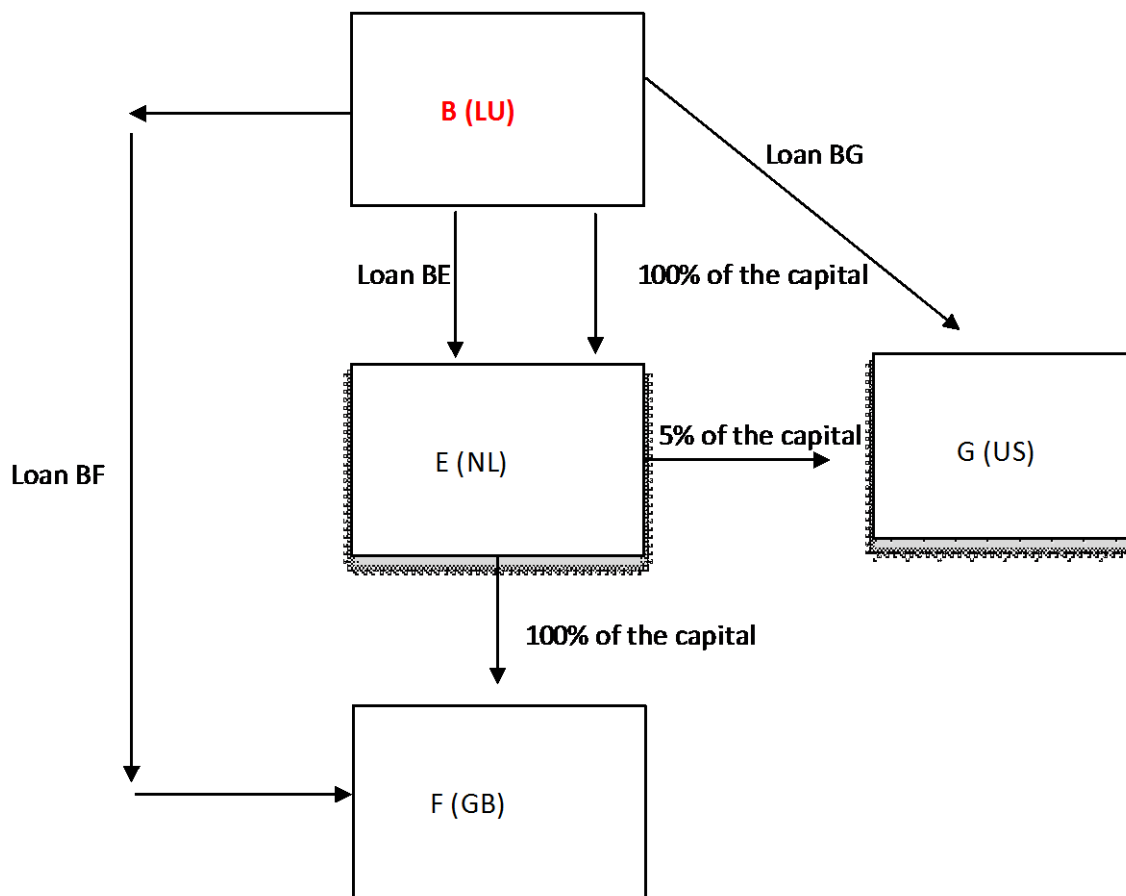 B (LU)
Loan BG
Loan BE
100% of the capital
5% of the capital
E (NL)
G (US)
Loan BF
100% of the capital
F (GB)